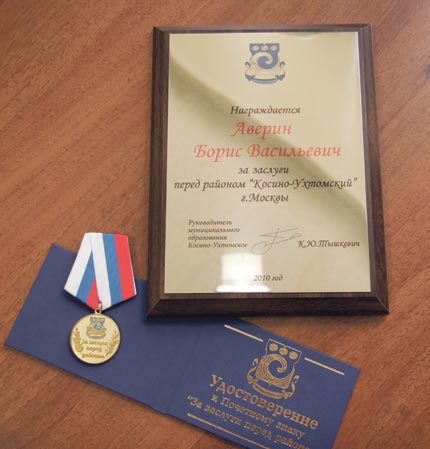 Награждается
Аверин
Борис Васильевич
за заслуги
перед районом "Косино-Ухтомский"
г.Москвы
Руководитель
муниципального
образования
Косино-Ухтомское
К.Ю.Тышкевич
2010 год
За заслуги
перед
районом
Удостоверение
к Почетному знаку
"За заслуги перед район